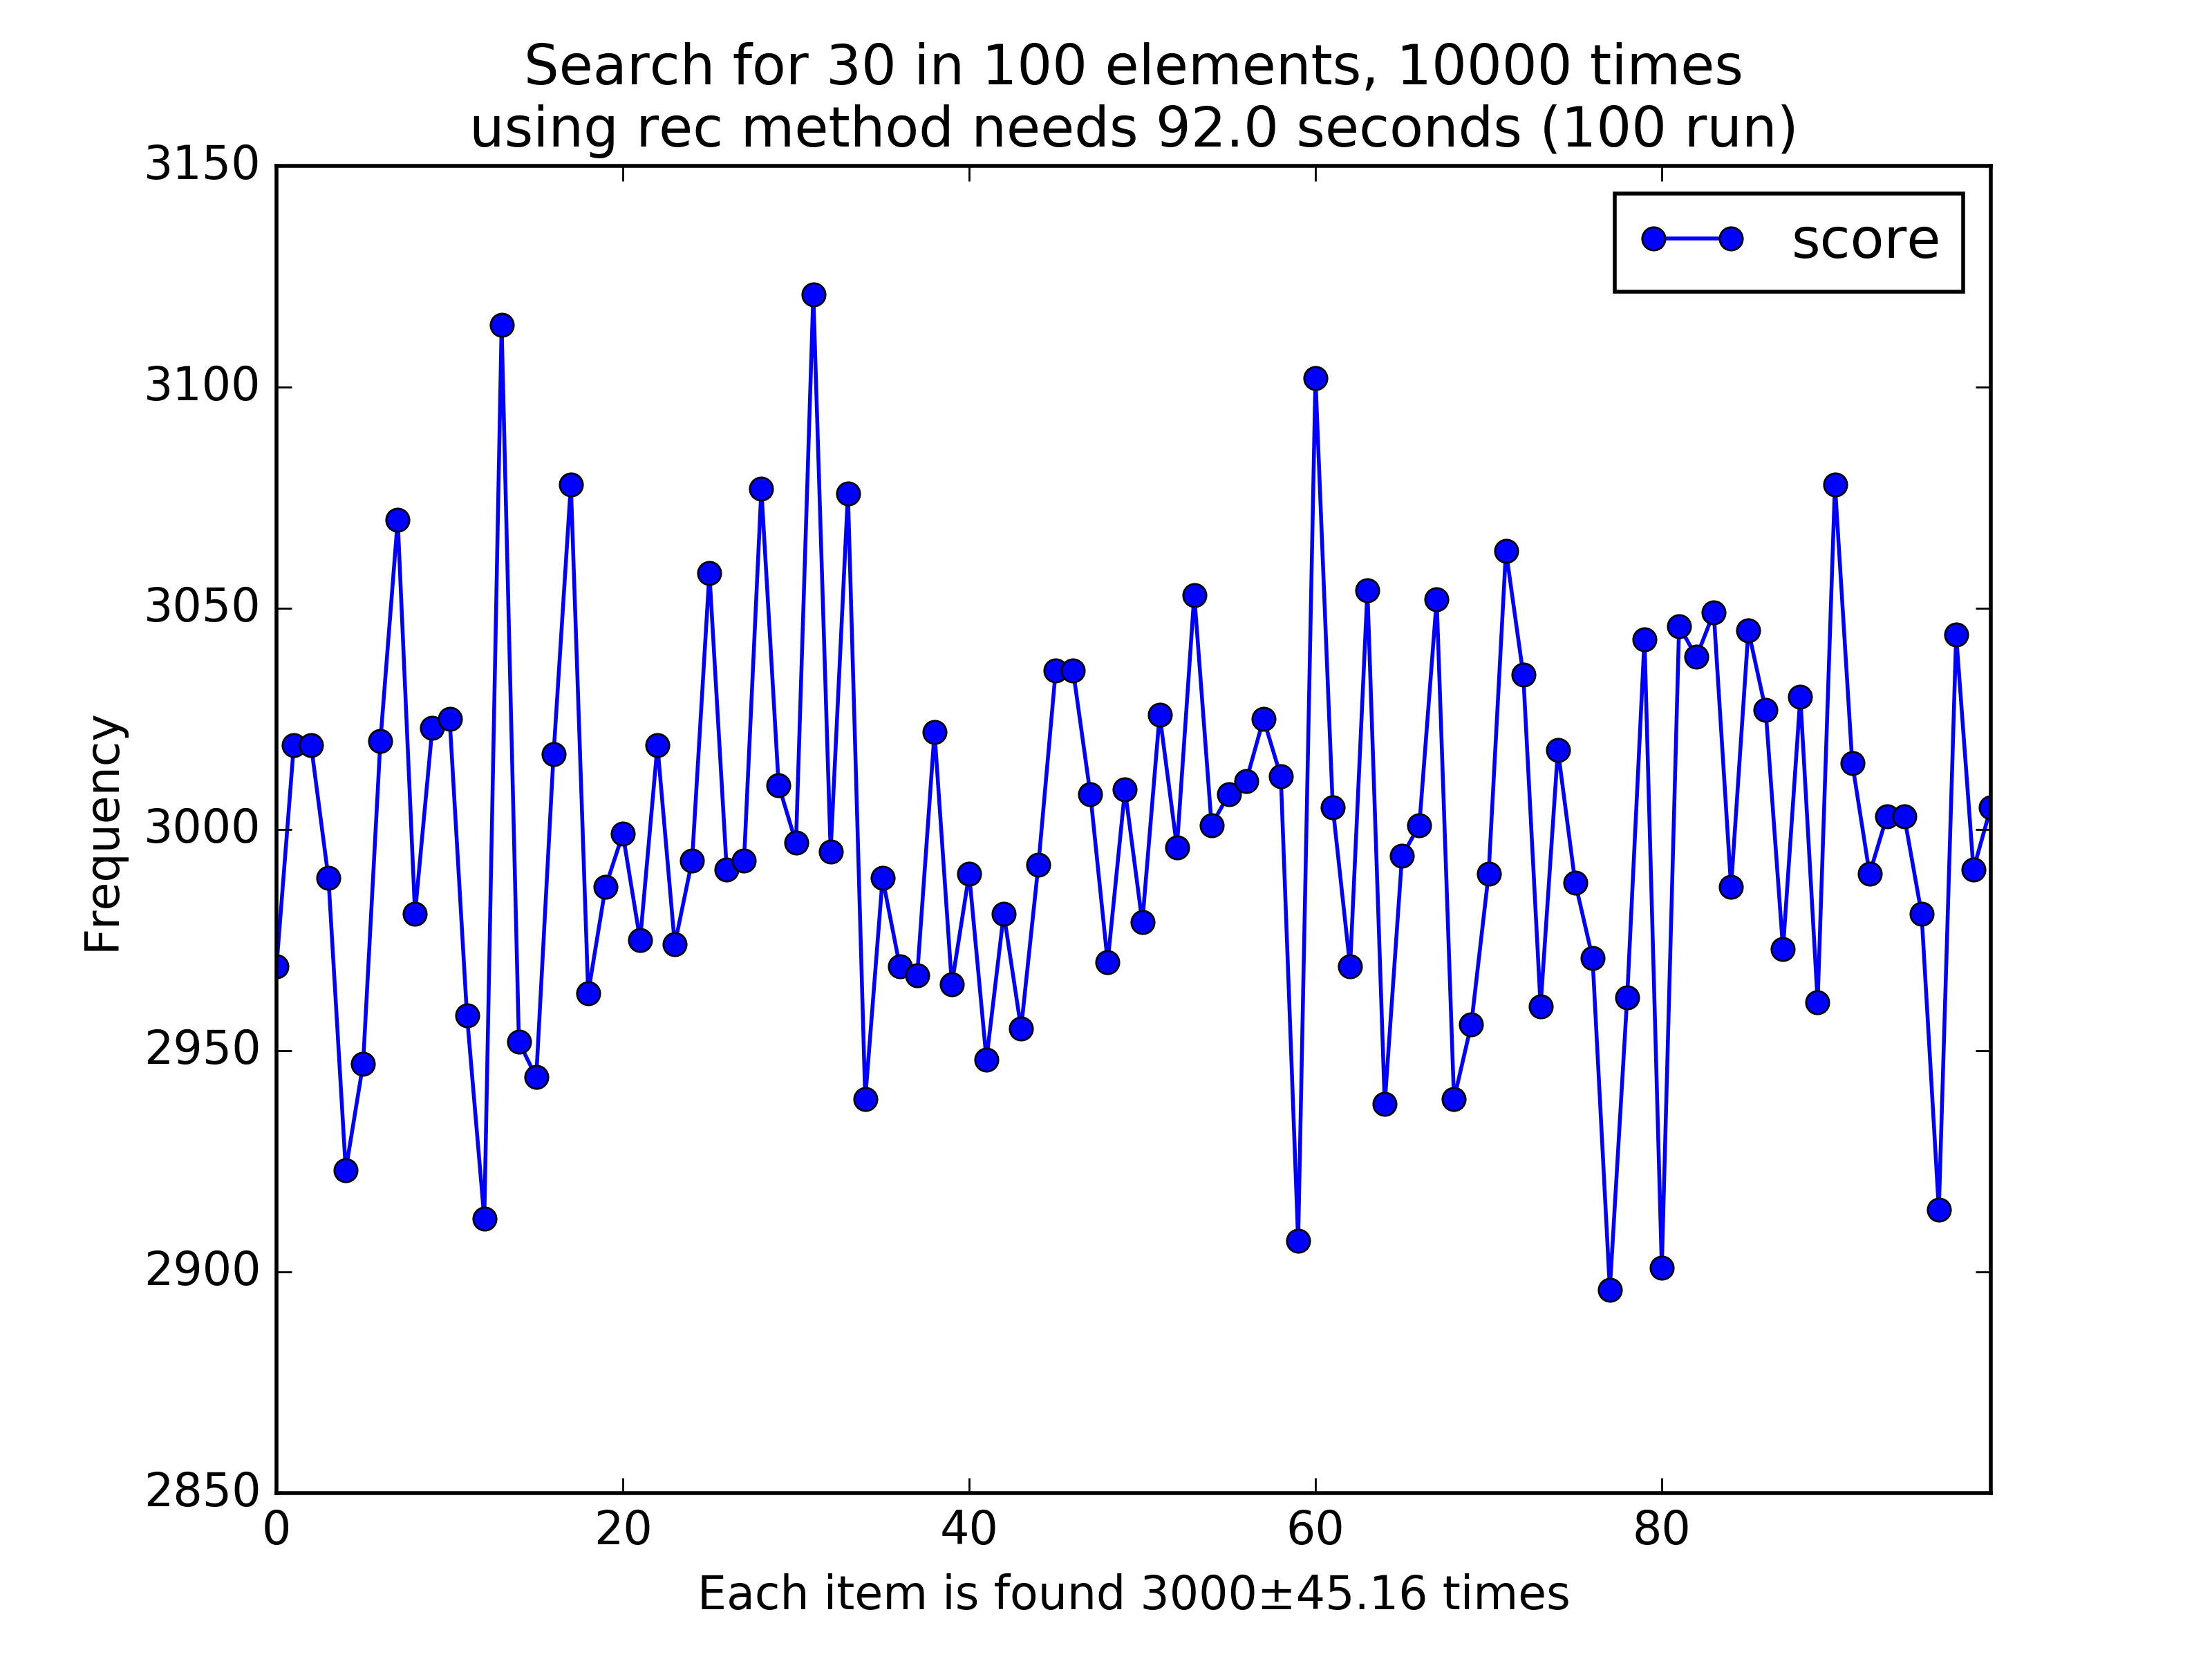 Search for 30 in 100 elements, 10000 times
using rec method needs 92.0 seconds (100 run)
score
3150
3100
3050
3000
2950
2900
2850
Frequency
0 20 40 60 80
Each item is found 3000±45.16 times